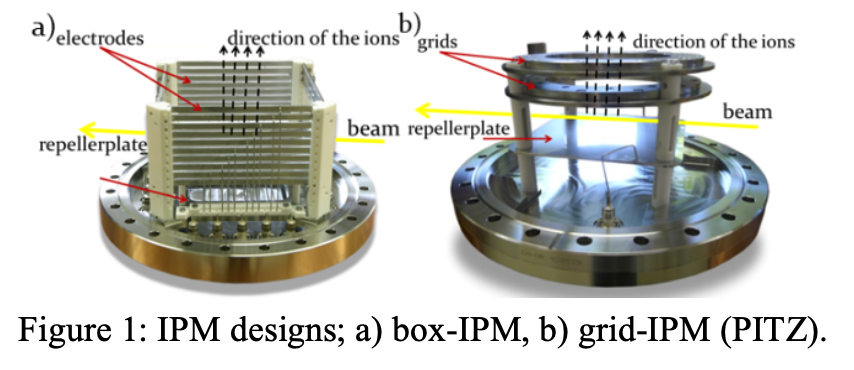 a)
electrodes
direction of the ions
beam
repellerplate
b)
grids
direction of the ions
beam
repellerplate
Figure 1: IPM designs; a) box-IPM, b) grid-IPM (PITZ).